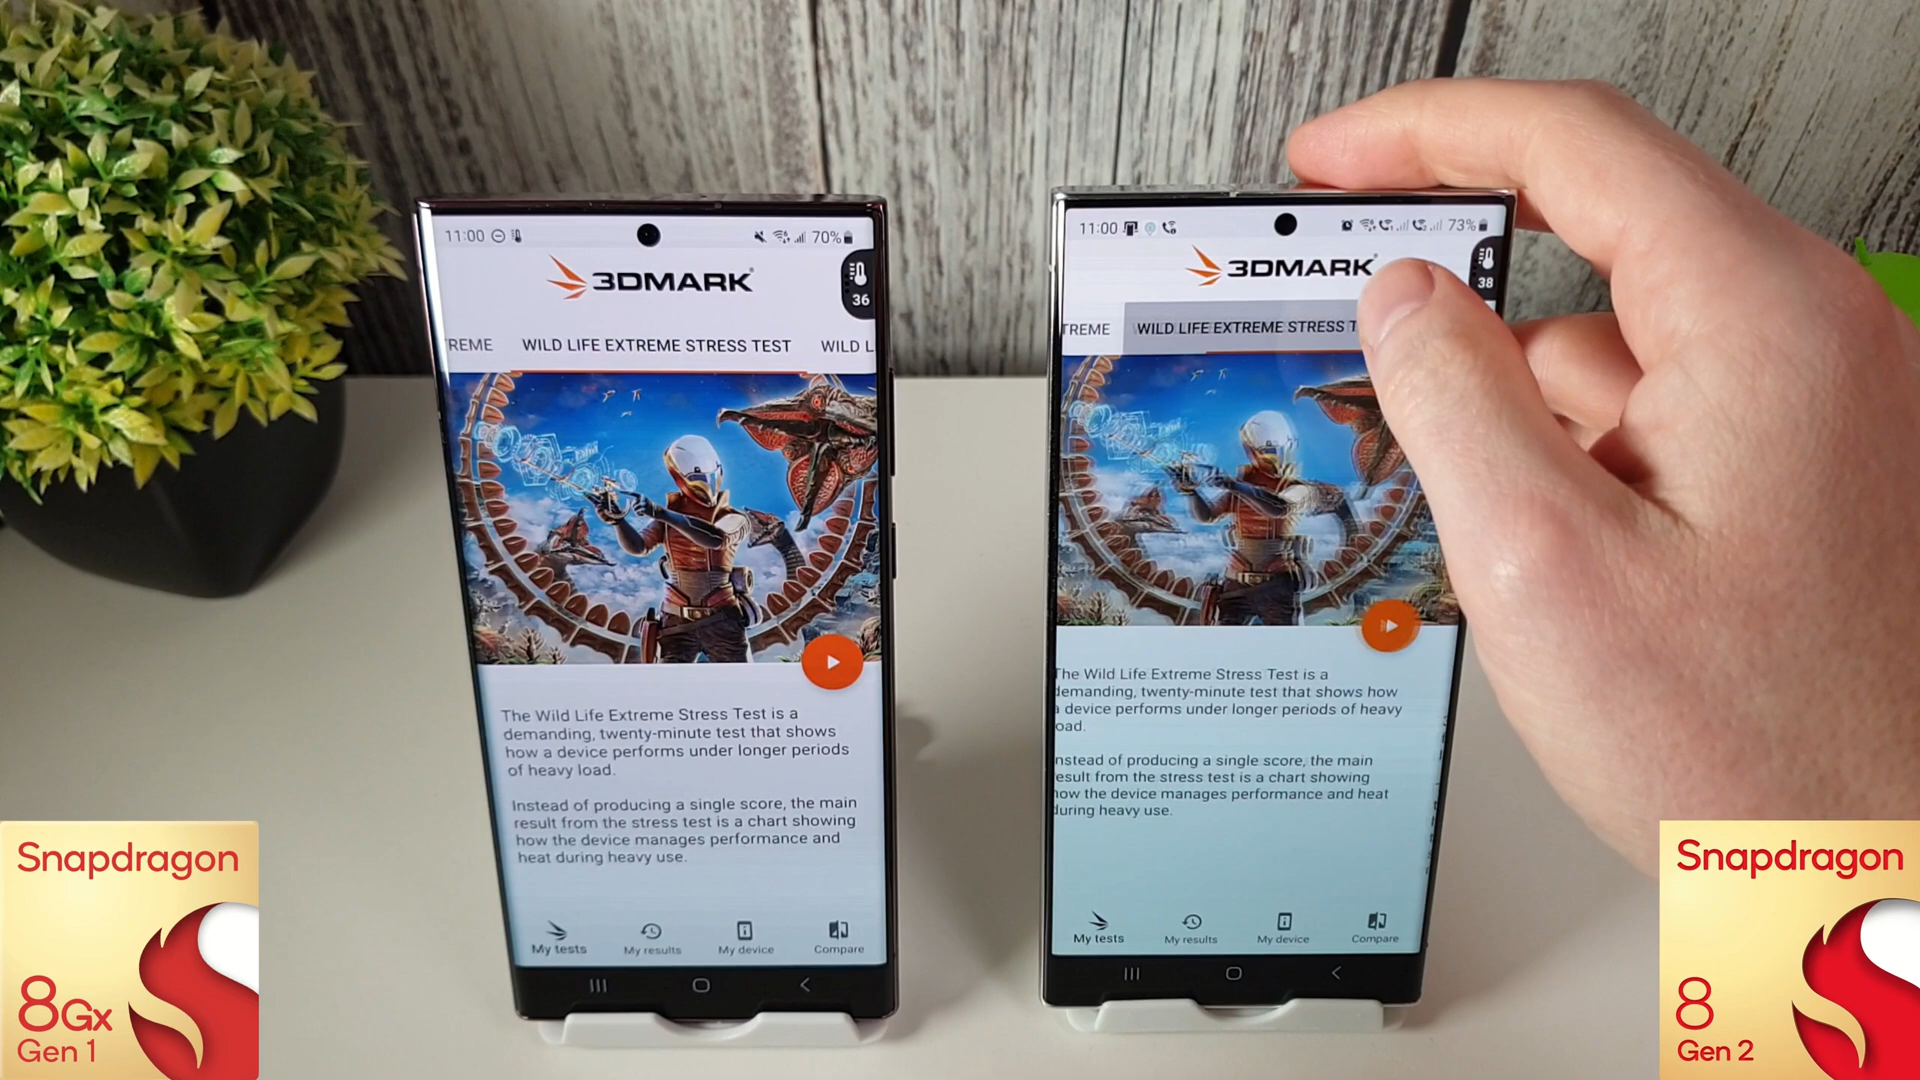 11:00
70%
3DMARK
36
REME
WILD LIFE EXTREME STRESS TEST
WILD L
The Wild Life Extreme Stress Test is a
demanding, twenty-minute test that shows
how a device performs under longer periods
of heavy load.
Instead of producing a single score, the main
result from the stress test is a chart showing
how the device manages performance and
heat during heavy use.
My tests
My results
My device
Compare
11:00
73%
3DMARK
38
TREME
WILD LIFE EXTREME STRESS T
The Wild Life Extreme Stress Test is a
demanding, twenty-minute test that shows how
a device performs under longer periods of heavy
oad.
nstead of producing a single score, the main
esult from the stress test is a chart showing
how the device manages performance and heat
during heavy use.
My tests
My results
My device
Compare
Snapdragon
8Gx
Gen 1
Snapdragon
8
Gen 2